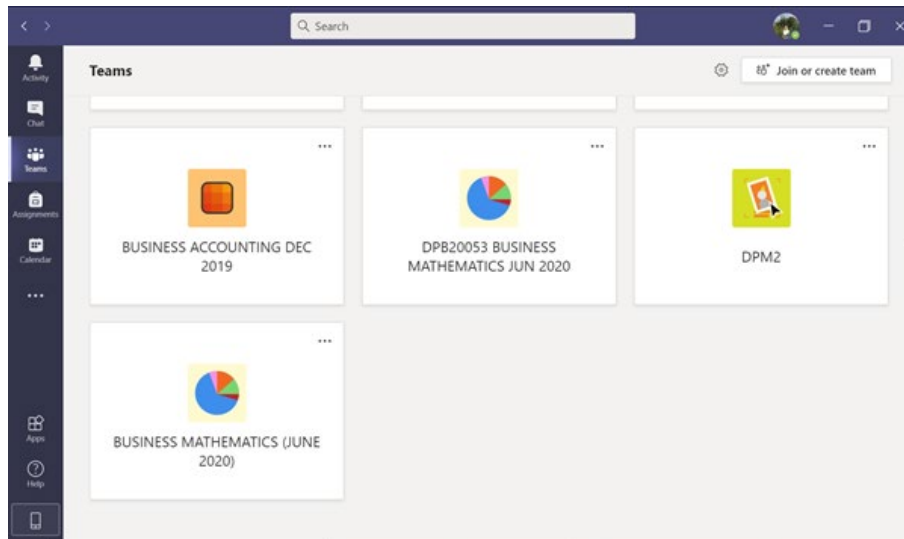 Search
Activity
Chat
Teams
Assignments
Calendar
Apps
Help
Teams
Join or create team
BUSINESS ACCOUNTING DEC
2019
DPB20053 BUSINESS
MATHEMATICS JUN 2020
DPM2
BUSINESS MATHEMATICS (JUNE
2020)